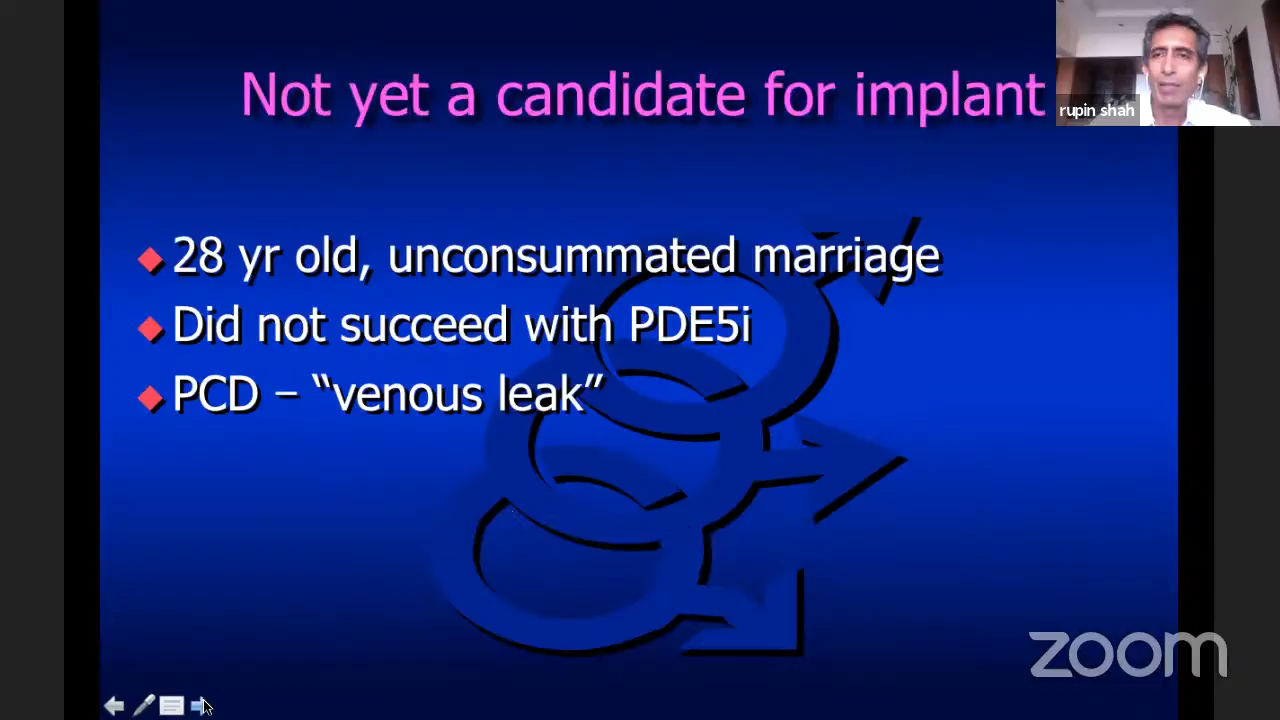 Not yet a candidate for implant
rupin shah
28 yr old, unconsummated marriage
Did not succeed with PDE5i
PCD – “venous leak”
zoom